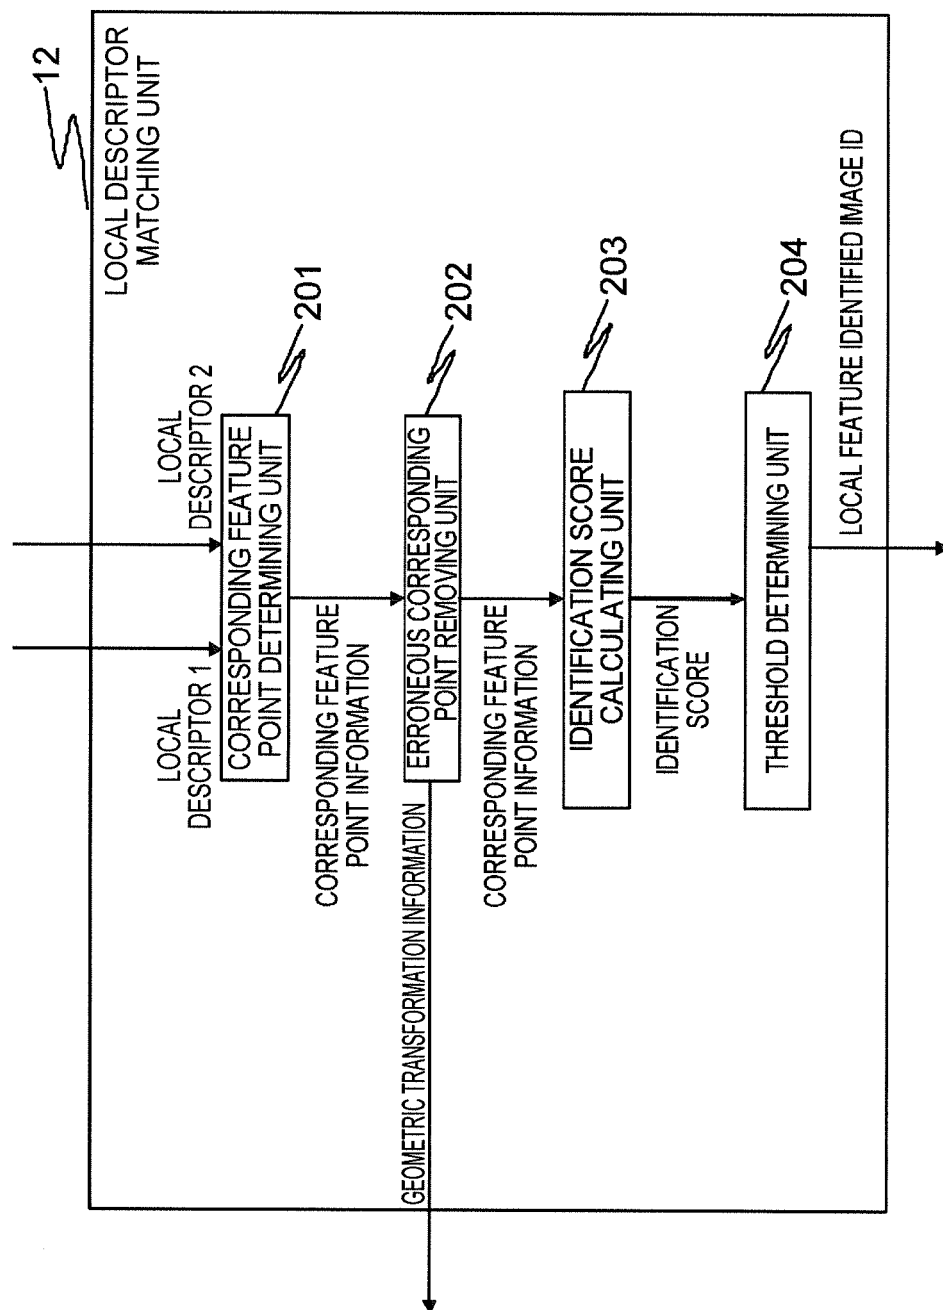 12
LOCAL DESCRIPTOR
MATCHING UNIT
LOCAL
DESCRIPTOR 1
LOCAL
DESCRIPTOR 2
201
CORRESPONDING FEATURE
POINT DETERMINING UNIT
CORRESPONDING FEATURE
POINT INFORMATION
202
ERRONEOUS CORRESPONDING
POINT REMOVING UNIT
GEOMETRIC TRANSFORMATION INFORMATION
CORRESPONDING FEATURE
POINT INFORMATION
203
IDENTIFICATION SCORE
CALCULATING UNIT
IDENTIFICATION
SCORE
204
THRESHOLD DETERMINING UNIT
LOCAL FEATURE IDENTIFIED IMAGE ID